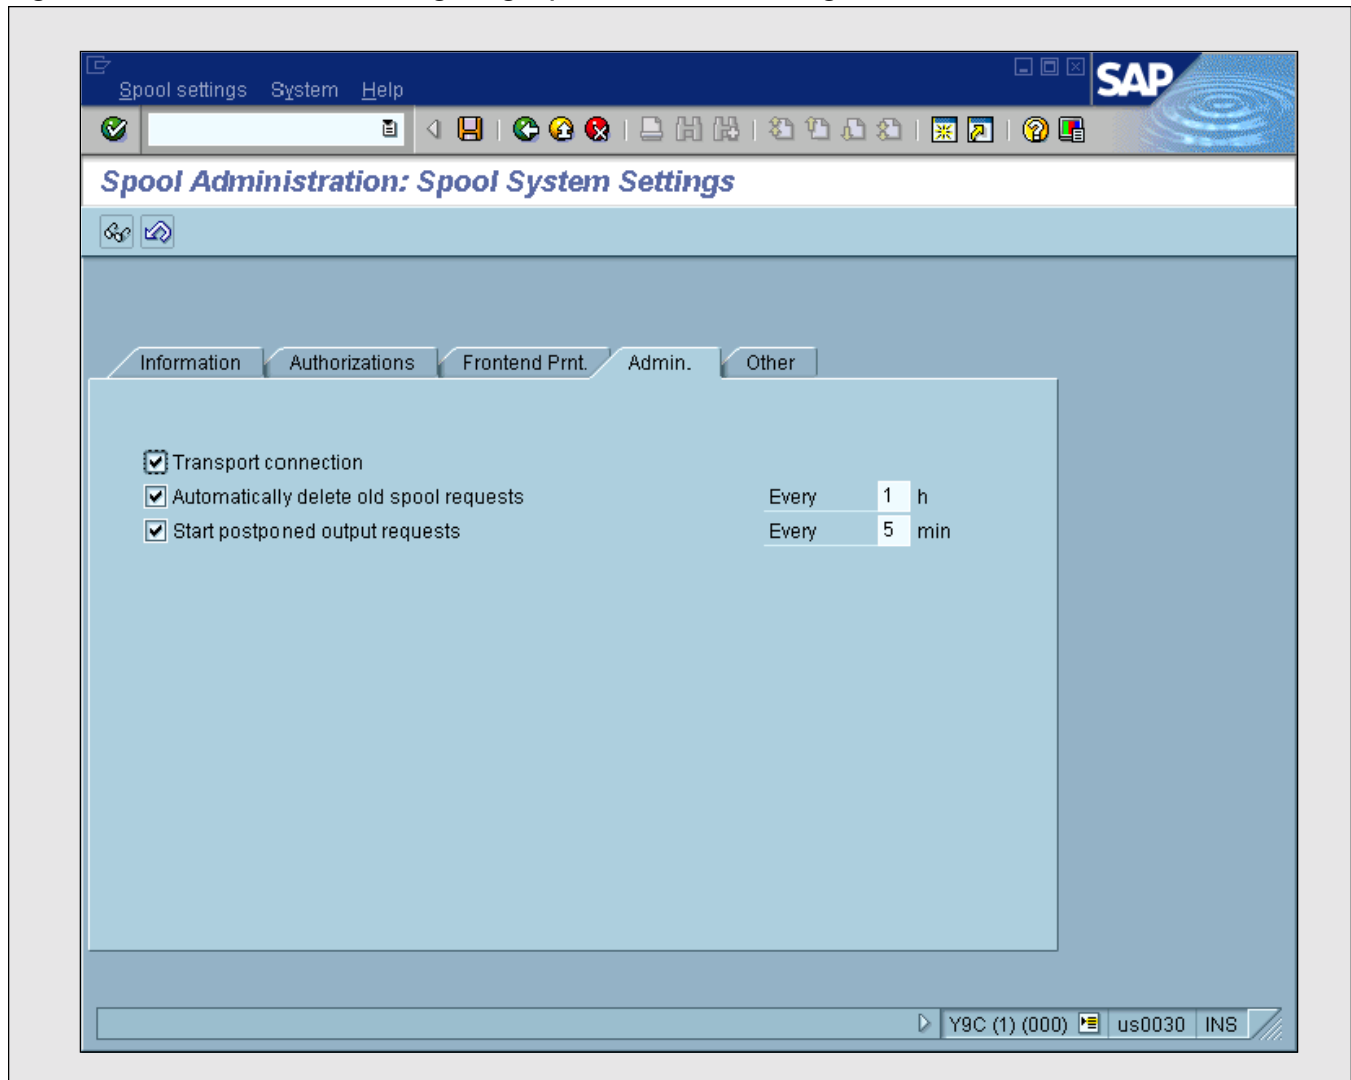 Spool settings System Help
SAP
Spool Administration: Spool System Settings
Information Authorizations Frontend Prnt. Admin. Other
Transport connection
Automatically delete old spool requests Every 1 h
Start postponed output requests Every 5 min
Y9C (1) (000) us0030 INS